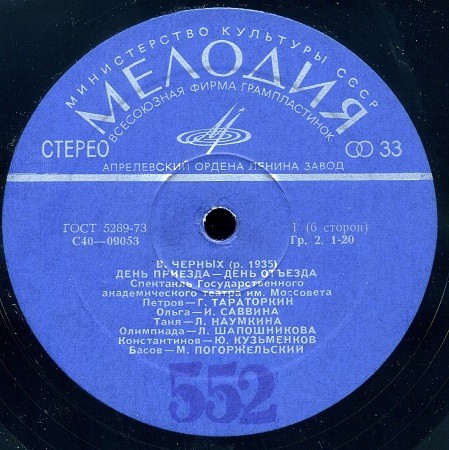 МИНИСТЕРСТВО КУЛЬТУРЫ СССР
МЕЛОДИЯ
ВСЕСОЮЗНАЯ ФИРМА ГРАМПЛАСТИНОК
СТЕРЕО
33
АПРЕЛЕВСКИЙ ОРДЕНА ЛЕНИНА ЗАВОД
ГОСТ 5289-73
1 (6 сторон)
С40—09053
Гр. 2. 1-20
В. ЧЕРНЫХ (р. 1935)
ДЕНЬ ПРИЕЗДА—ДЕНЬ ОТЪЕЗДА
Спектакль Государственного
академического театра им. Моссовета
Петров—Г. ТАРАТОРКИН
Ольга—И. САВВИНА
Таня—Л. НАУМКИНА
Олимпиада—Л. ШАПОШНИКОВА
Константинов—Ю. КУЗЬМЕНКОВ
Басов—М. ПОГОРЖЕЛЬСКИЙ
552